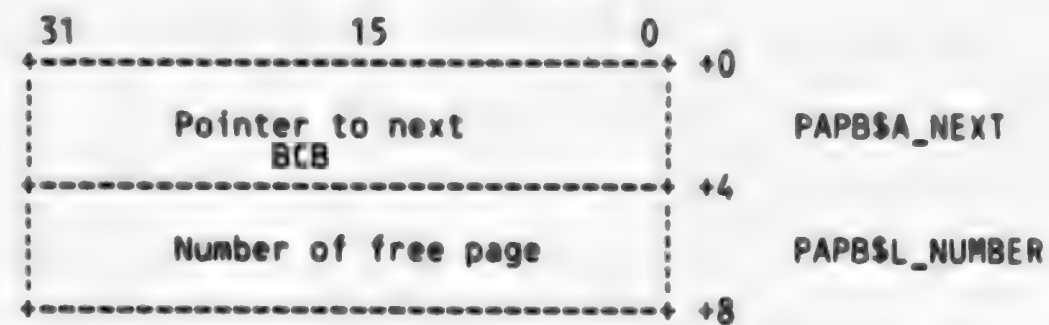 31 15 0
+0
Pointer to next PAPB$A_NEXT
BCB
+4
Number of free page PAPB$L_NUMBER
+8